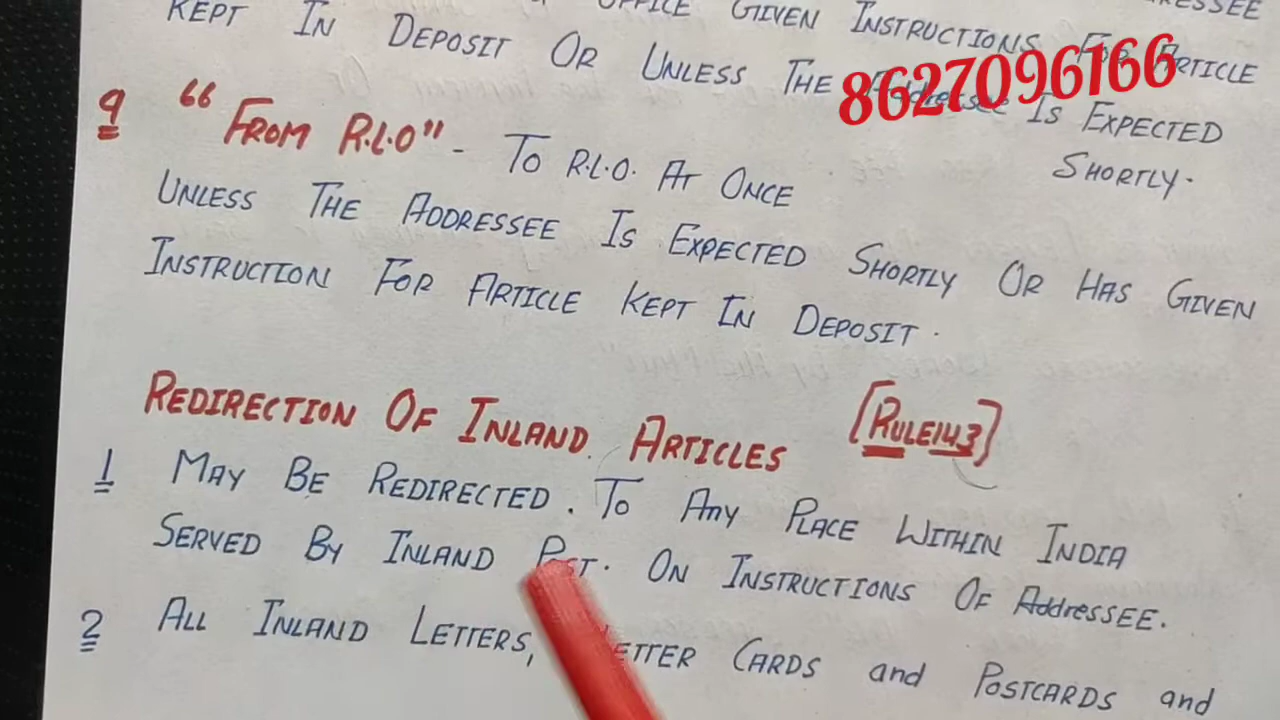 OFFICE GIVEN INSTRUCTIONS FOR ARTICLE
KEPT IN DEPOSIT OR UNLESS THE Addressee IS EXPECTED
SHORTLY.
8627096166
9 "FROM R.L.O" - TO R.L.O. AT ONCE
UNLESS THE ADDRESSEE IS EXPECTED SHORTLY OR HAS GIVEN
INSTRUCTION FOR ARTICLE KEPT IN DEPOSIT.
REDIRECTION OF INLAND ARTICLES [RULE143]
1 MAY BE REDIRECTED. TO ANY PLACE WITHIN INDIA
SERVED BY INLAND POST. ON INSTRUCTIONS OF AddresSEE.
2 ALL INLAND LETTERS, LETTER CARDS and POSTCARDS and